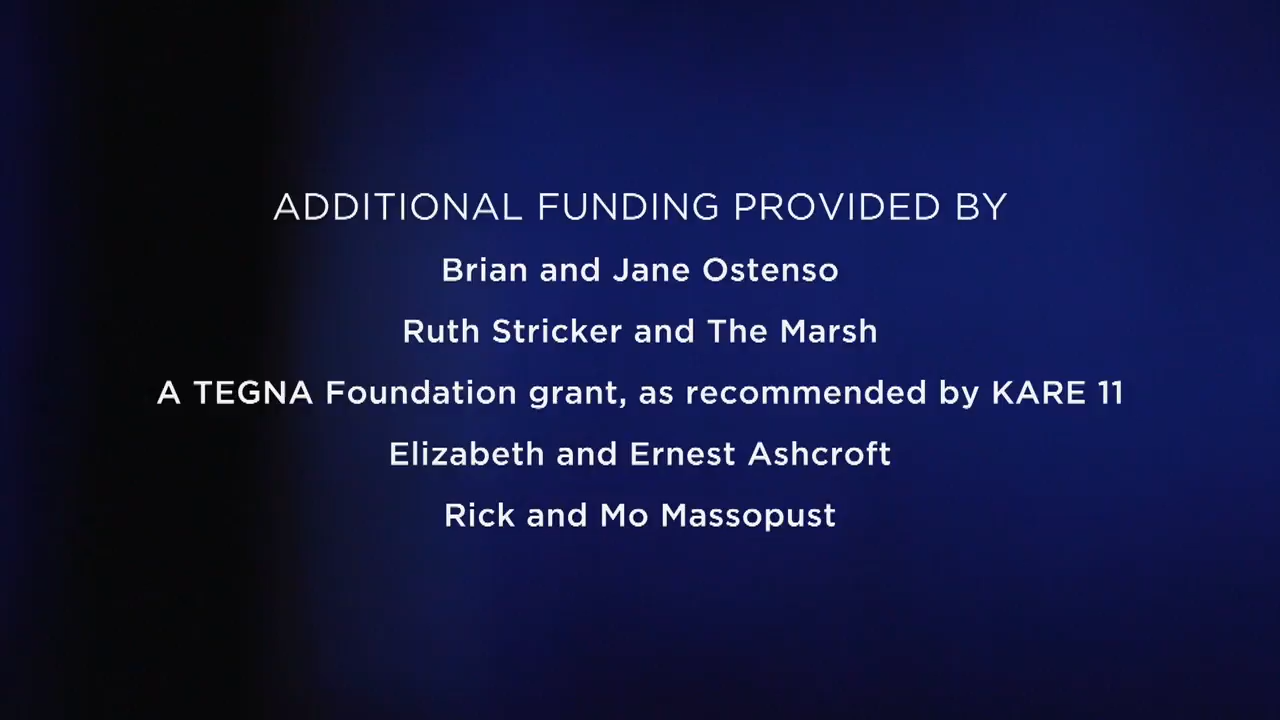 ADDITIONAL FUNDING PROVIDED BY
Brian and Jane Ostenso
Ruth Stricker and The Marsh
A TEGNA Foundation grant, as recommended by KARE 11
Elizabeth and Ernest Ashcroft
Rick and Mo Massopust